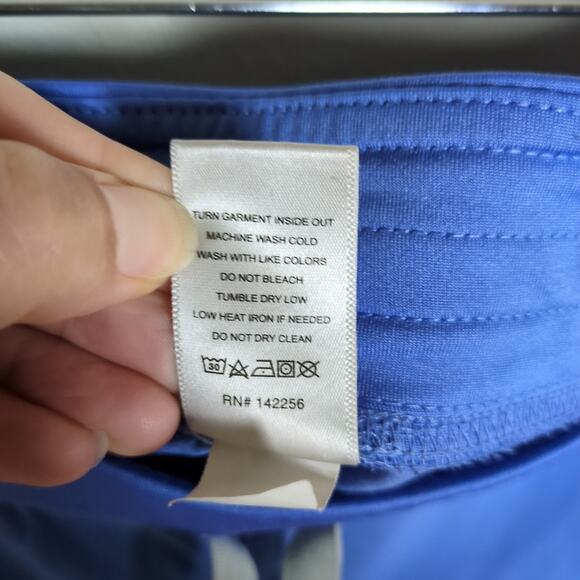 TURN GARMENT INSIDE OUT
MACHINE WASH COLD
WASH WITH LIKE COLORS
DO NOT BLEACH
TUMBLE DRY LOW
LOW HEAT IRON IF NEEDED
DO NOT DRY CLEAN
30
RN# 142256